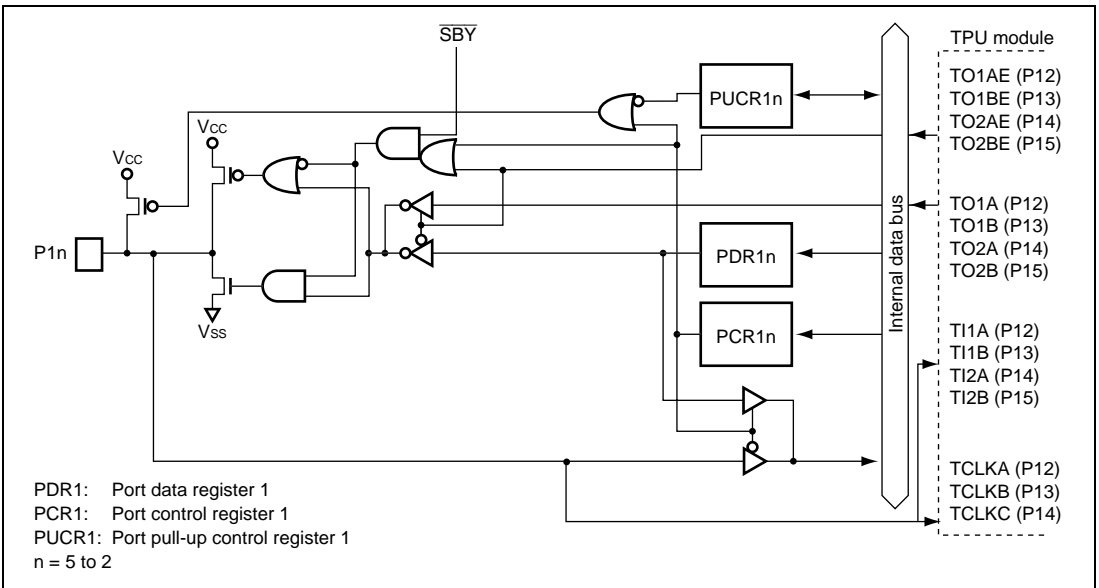 SBY
TPU module
TO1AE (P12)
TO1BE (P13)
TO2AE (P14)
TO2BE (P15)
PUCR1n
VCC
VCC
TO1A (P12)
TO1B (P13)
TO2A (P14)
TO2B (P15)
P1n
PDR1n
Internal data bus
VSS
PCR1n
TI1A (P12)
TI1B (P13)
TI2A (P14)
TI2B (P15)
TCLKA (P12)
TCLKB (P13)
TCLKC (P14)
PDR1: Port data register 1
PCR1: Port control register 1
PUCR1: Port pull-up control register 1
n = 5 to 2